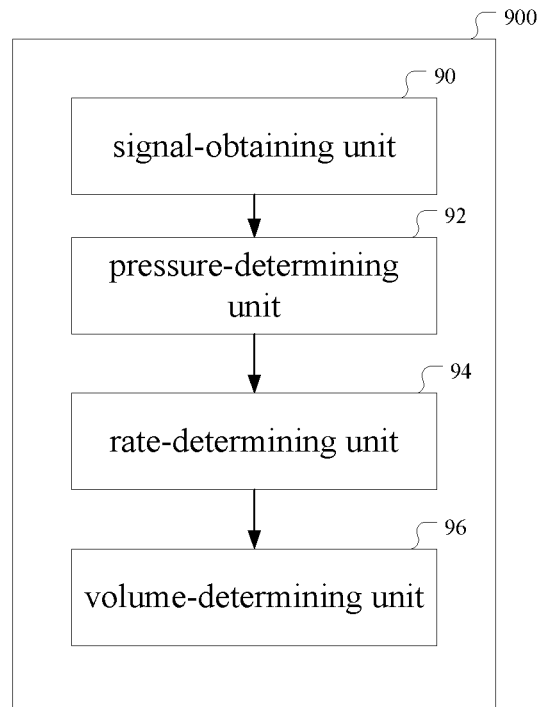 900
90
signal-obtaining unit
92
pressure-determining
unit
94
rate-determining unit
96
volume-determining unit